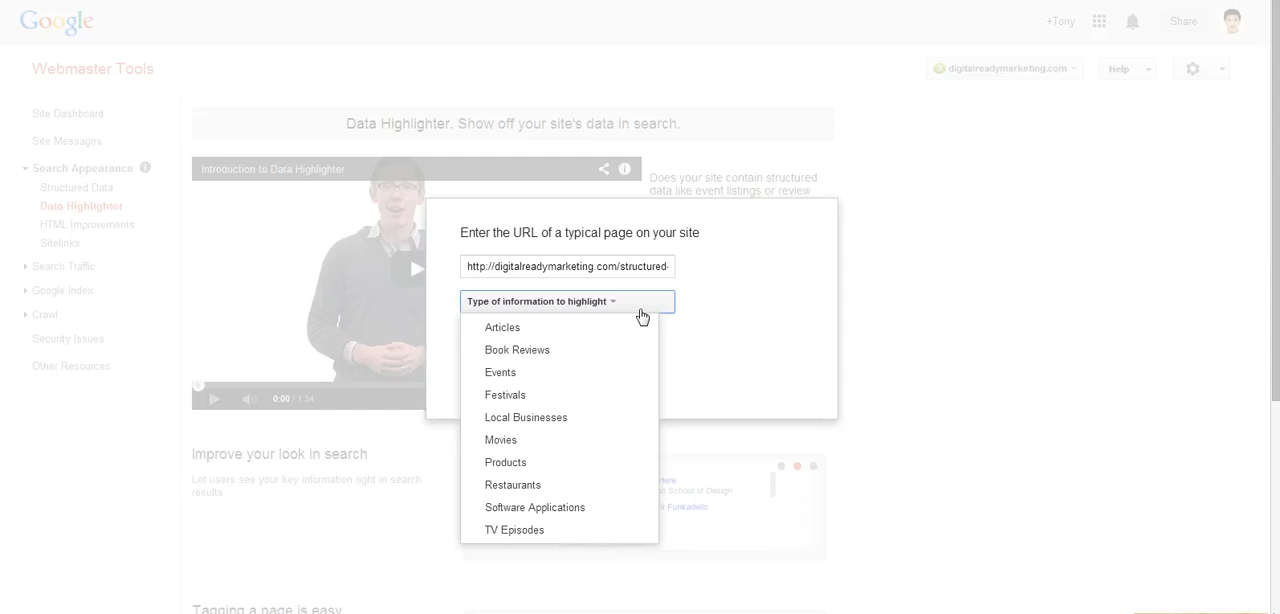 Google
+Tony
Share
Webmaster Tools
digitalreadymarketing.com
Help
Site Dashboard
Site Messages
Search Appearance
Structured Data
Data Highlighter
HTML Improvements
Sitelinks
Search Traffic
Google Index
Crawl
Security Issues
Other Resources
Data Highlighter. Show off your site's data in search.
Introduction to Data Highlighter
0:00 / 1:34
Does your site contain structured
data like event listings or review
Enter the URL of a typical page on your site
http://digitalreadymarketing.com/structured-
Type of information to highlight
Articles
Book Reviews
Events
Festivals
Local Businesses
Movies
Products
Restaurants
Software Applications
TV Episodes
Improve your look in search
Let users see your key information right in search
results.
School of Design
Funkadelic
Tagging a page is easy